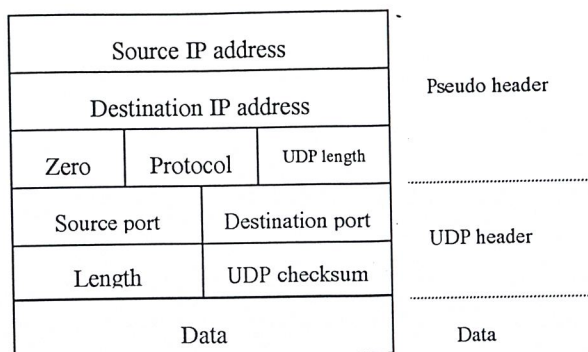 Source IP address
Destination IP address
Pseudo header
Zero Protocol UDP length
Source port Destination port
UDP header
Length UDP checksum
Data Data